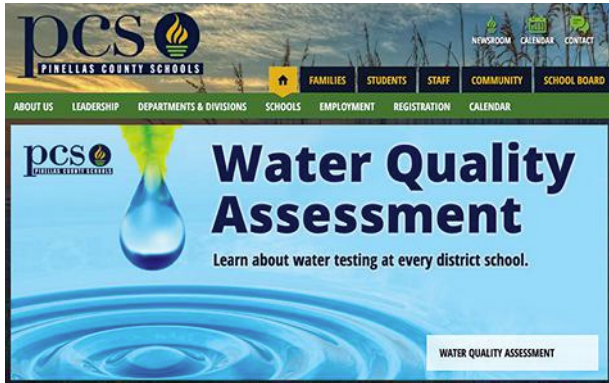 pcs
PINELLAS COUNTY SCHOOLS
NEWSROOM CALENDAR CONTACT
FAMILIES STUDENTS STAFF COMMUNITY SCHOOL BOARD
ABOUT US LEADERSHIP DEPARTMENTS & DIVISIONS SCHOOLS EMPLOYMENT REGISTRATION CALENDAR
pcs
PINELLAS COUNTY SCHOOLS
Water Quality
Assessment
Learn about water testing at every district school.
WATER QUALITY ASSESSMENT